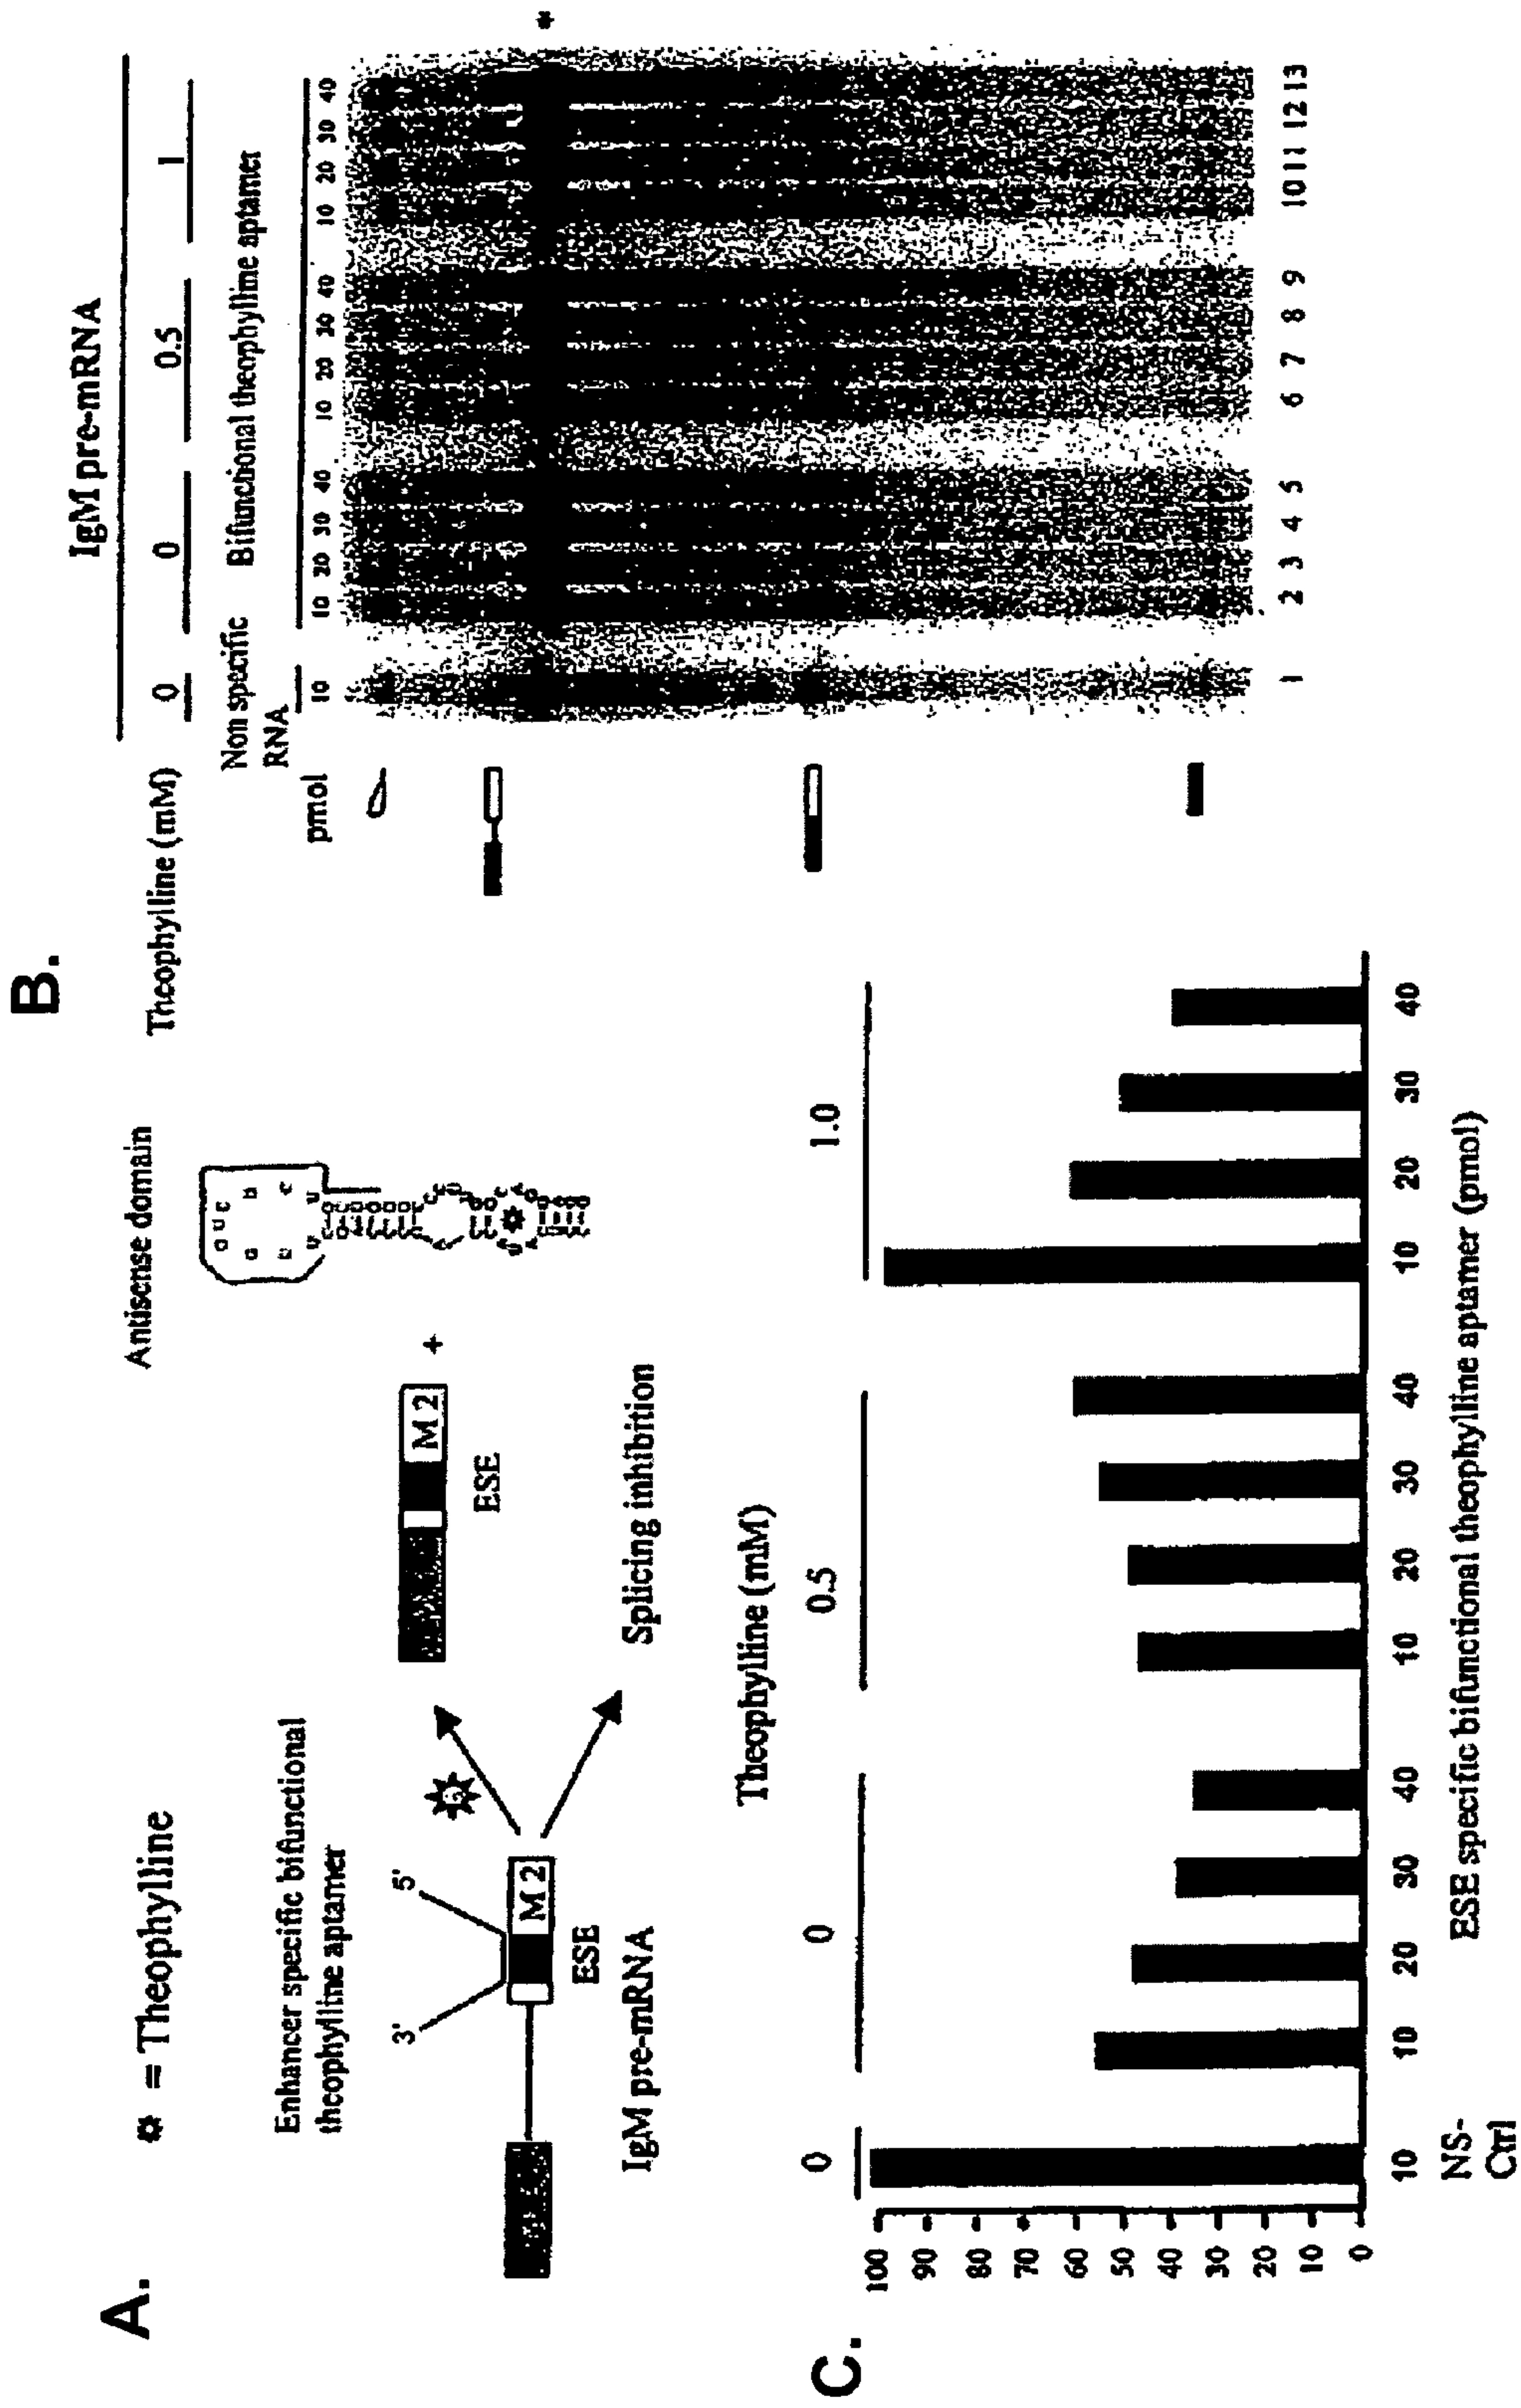 A.
✽ = Theophylline
Enhancer specific bifunctional
theophylline aptamer
3'
5'
M 2
ESE
IgM pre-mRNA
M 2
+
ESE
Splicing inhibition
Antisense domain
B.
IgM pre-mRNA
Theophylline (mM)
0 0 0.5 1
Non specific
RNA
Bifunctional theophylline aptamer
pmol
10 10 20 30 40 10 20 30 40 10 20 30 40
*
1 2 3 4 5 6 7 8 9 10 11 12 13
C.
Theophylline (mM)
0 0 0.5 1.0
100
90
80
70
60
50
40
30
20
10
0
10 10 20 30 40 10 20 30 40 10 20 30 40
NS-
Ctrl
ESE specific bifunctional theophylline aptamer (pmol)